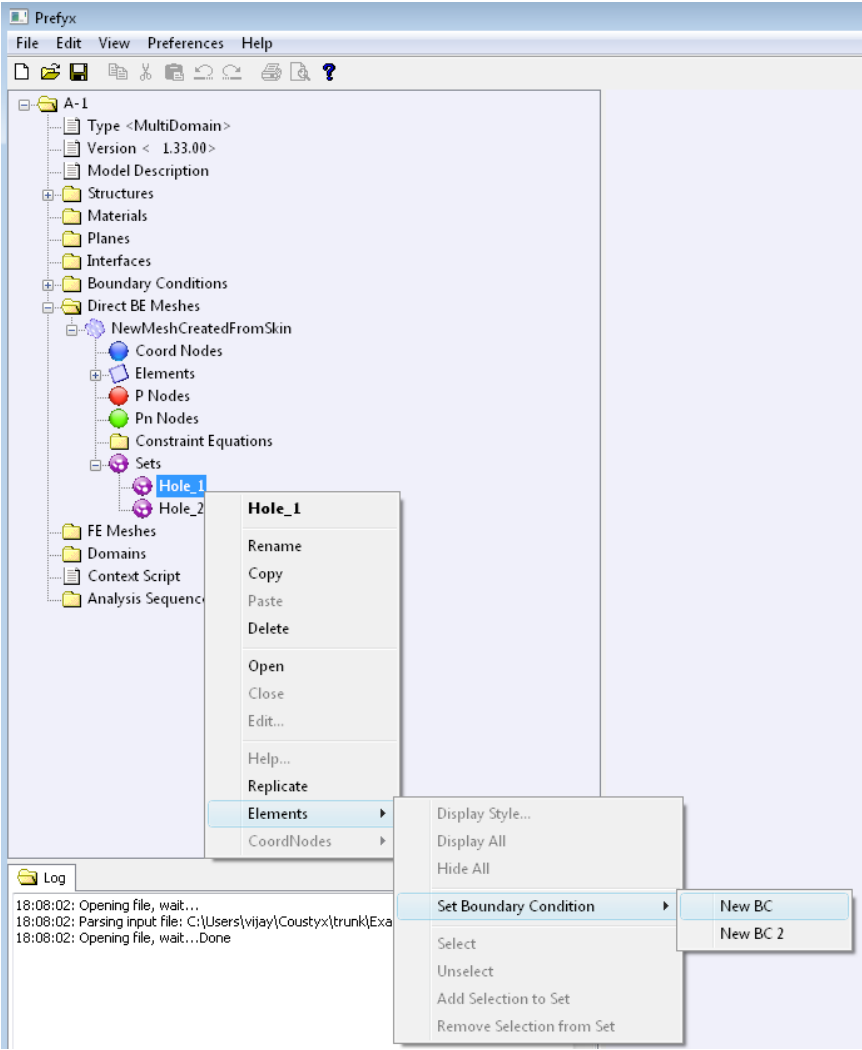 Prefyx
File Edit View Preferences Help
A-1
Type <MultiDomain>
Version < 1.33.00>
Model Description
Structures
Materials
Planes
Interfaces
Boundary Conditions
Direct BE Meshes
NewMeshCreatedFromSkin
Coord Nodes
Elements
P Nodes
Pn Nodes
Constraint Equations
Sets
Hole_1
Hole_2
FE Meshes
Domains
Context Script
Analysis Sequenc
Hole_1
Rename
Copy
Paste
Delete
Open
Close
Edit...
Help...
Replicate
Elements
CoordNodes
Display Style...
Display All
Hide All
Set Boundary Condition
Select
Unselect
Add Selection to Set
Remove Selection from Set
New BC
New BC 2
Log
18:08:02: Opening file, wait...
18:08:02: Parsing input file: C:\Users\vijay\Coustyx\trunk\Exa
18:08:02: Opening file, wait...Done